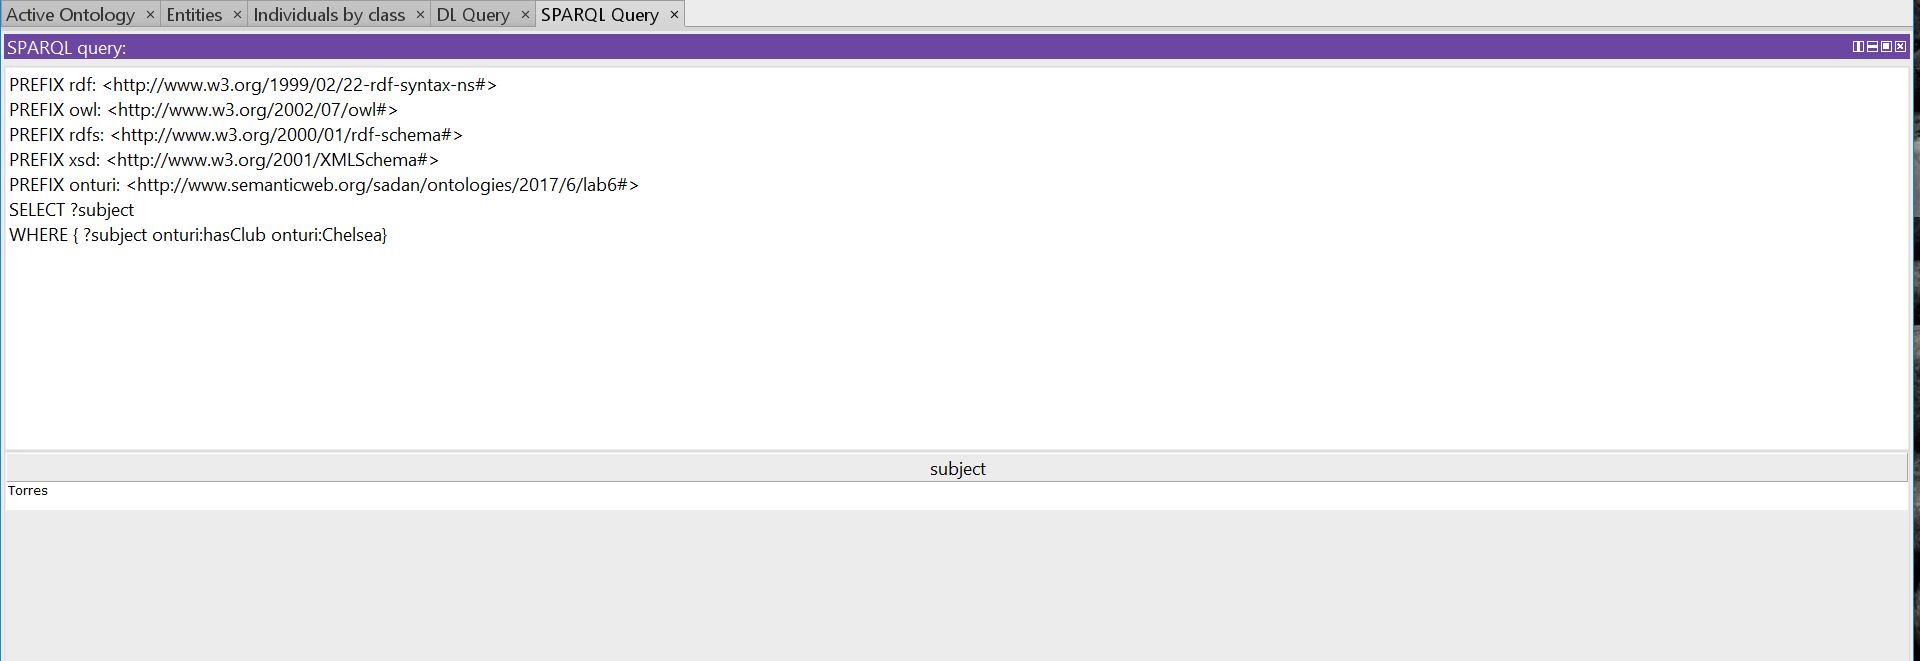 Active Ontology × Entities × Individuals by class × DL Query × SPARQL Query ×
SPARQL query:
PREFIX rdf: <http://www.w3.org/1999/02/22-rdf-syntax-ns#>
PREFIX owl: <http://www.w3.org/2002/07/owl#>
PREFIX rdfs: <http://www.w3.org/2000/01/rdf-schema#>
PREFIX xsd: <http://www.w3.org/2001/XMLSchema#>
PREFIX onturi: <http://www.semanticweb.org/sadan/ontologies/2017/6/lab6#>
SELECT ?subject
WHERE { ?subject onturi:hasClub onturi:Chelsea}
subject
Torres